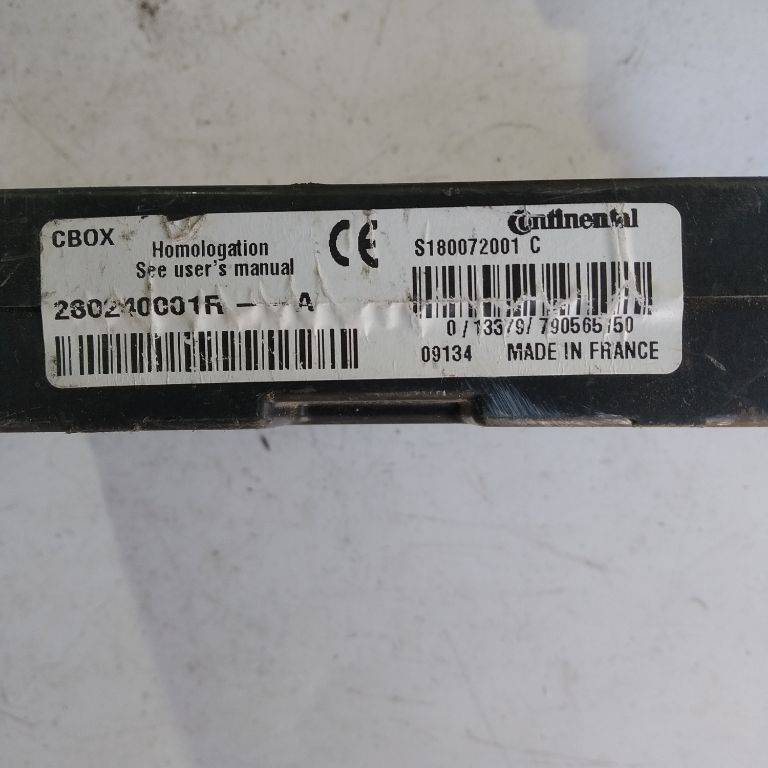 CBOX
Homologation
See user's manual
CE
280240001R - - A
Continental
S180072001 C
0/13379/790565150
09134 MADE IN FRANCE